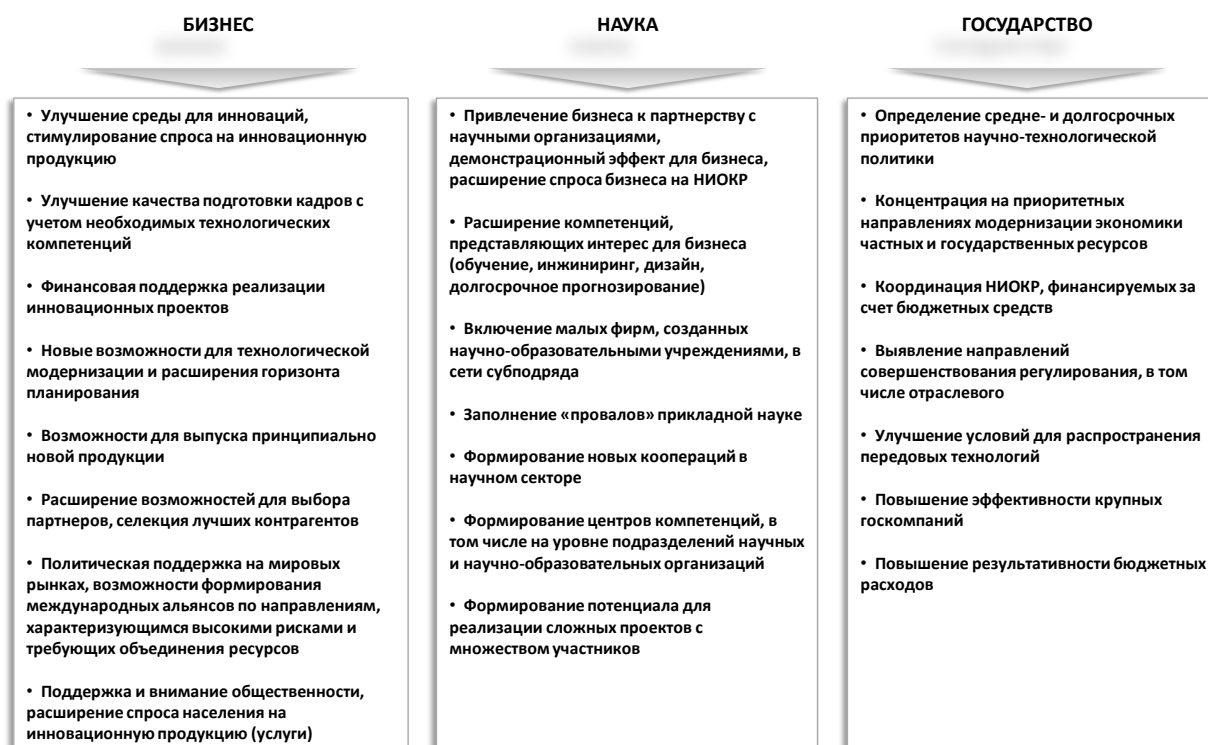 БИЗНЕС
• Улучшение среды для инноваций,
стимулирование спроса на инновационную
продукцию
• Улучшение качества подготовки кадров с
учетом необходимых технологических
компетенций
• Финансовая поддержка реализации
инновационных проектов
• Новые возможности для технологической
модернизации и расширения горизонта
планирования
• Возможности для выпуска принципиально
новой продукции
• Расширение возможностей для выбора
партнеров, селекция лучших контрагентов
• Политическая поддержка на мировых
рынках, возможности формирования
международных альянсов по направлениям,
характеризующимся высокими рисками и
требующих объединения ресурсов
• Поддержка и внимание общественности,
расширение спроса населения на
инновационную продукцию (услуги)
НАУКА
• Привлечение бизнеса к партнерству с
научными организациями,
демонстрационный эффект для бизнеса,
расширение спроса бизнеса на НИОКР
• Расширение компетенций,
представляющих интерес для бизнеса
(обучение, инжиниринг, дизайн,
долгосрочное прогнозирование)
• Включение малых фирм, созданных
научно-образовательными учреждениями, в
сети субподряда
• Заполнение «провалов» прикладной науке
• Формирование новых коопераций в
научном секторе
• Формирование центров компетенций, в
том числе на уровне подразделений научных
и научно-образовательных организаций
• Формирование потенциала для
реализации сложных проектов с
множеством участников
ГОСУДАРСТВО
• Определение средне- и долгосрочных
приоритетов научно-технологической
политики
• Концентрация на приоритетных
направлениях модернизации экономики
частных и государственных ресурсов
• Координация НИОКР, финансируемых за
счет бюджетных средств
• Выявление направлений
совершенствования регулирования, в том
числе отраслевого
• Улучшение условий для распространения
передовых технологий
• Повышение эффективности крупных
госкомпаний
• Повышение результативности бюджетных
расходов